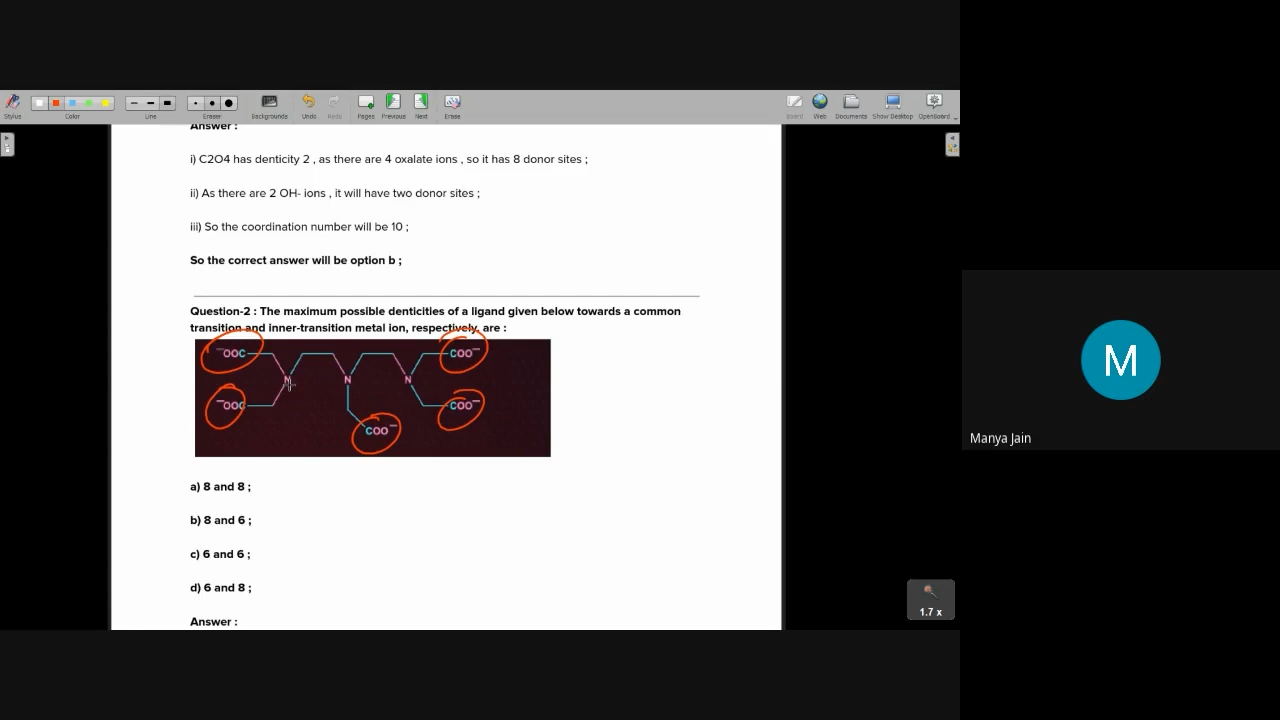 Stylus
Color
Line
Eraser
Backgrounds
Undo
Redo
Pages
Previous
Next
Erase
Board
Web
Documents
Show Desktop
OpenBoard
Answer :
i) C2O4 has denticity 2 , as there are 4 oxalate ions , so it has 8 donor sites ;
ii) As there are 2 OH- ions , it will have two donor sites ;
iii) So the coordination number will be 10 ;
So the correct answer will be option b ;
Question-2 : The maximum possible denticities of a ligand given below towards a common
transition and inner-transition metal ion, respectively, are :
⁻OOC
COO⁻
N
N
N
⁻OOC
COO⁻
COO⁻
a) 8 and 8 ;
b) 8 and 6 ;
c) 6 and 6 ;
d) 6 and 8 ;
Answer :
1.7 x
M
Manya Jain